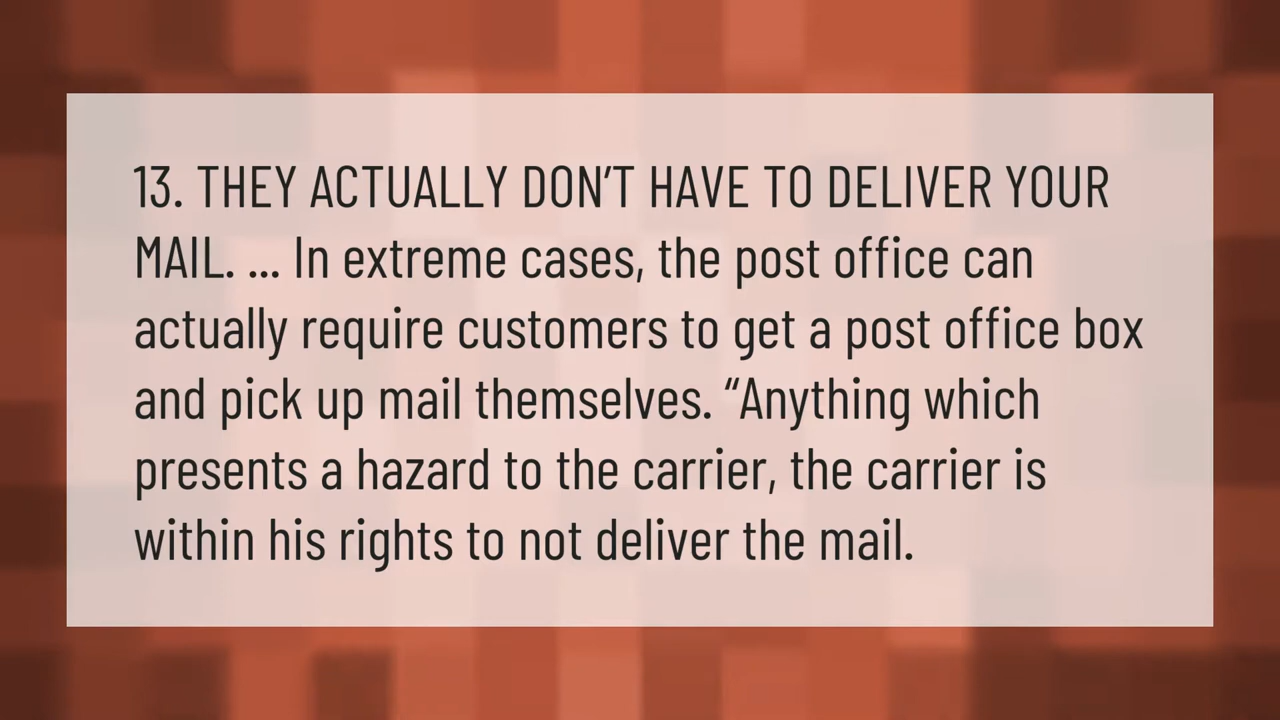 13. THEY ACTUALLY DON’T HAVE TO DELIVER YOUR
MAIL. ... In extreme cases, the post office can
actually require customers to get a post office box
and pick up mail themselves. “Anything which
presents a hazard to the carrier, the carrier is
within his rights to not deliver the mail.